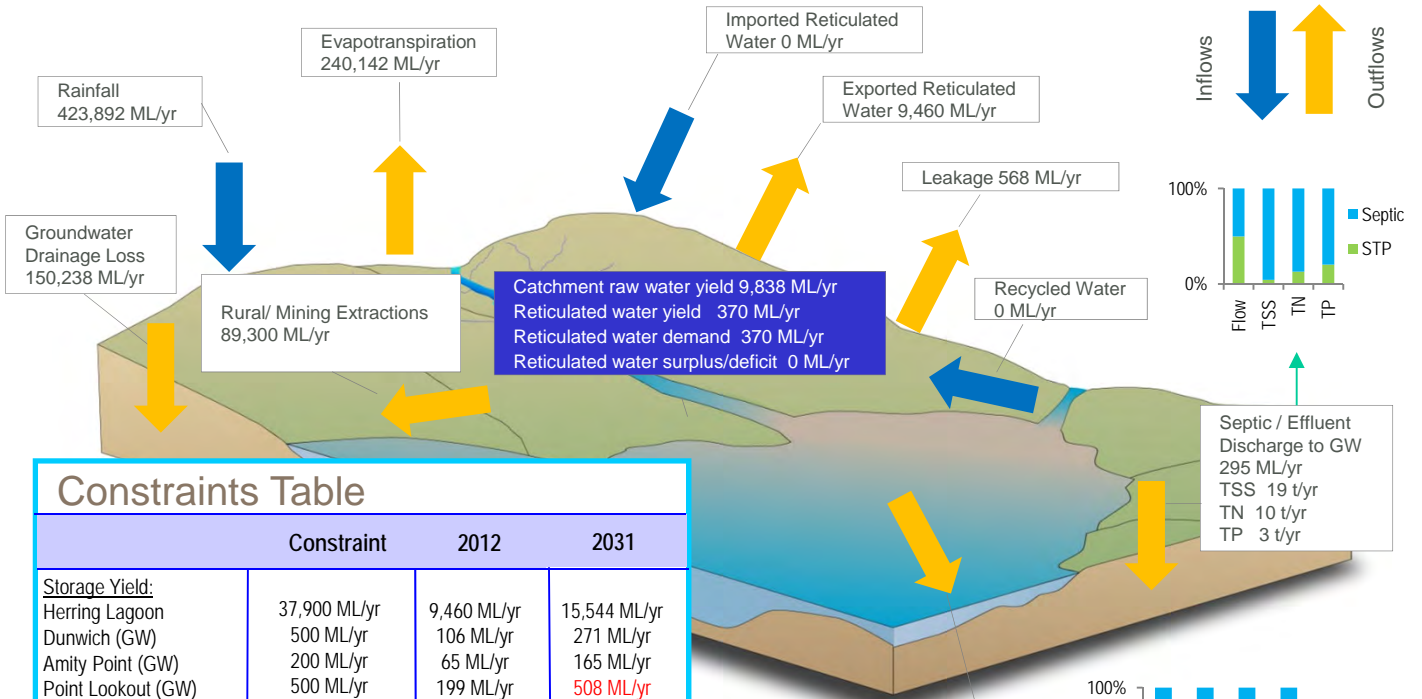 Imported Reticulated
Water 0 ML/yr
Evapotranspiration
240,142 ML/yr
Rainfall
423,892 ML/yr
Exported Reticulated
Water 9,460 ML/yr
Inflows
Outflows
Leakage 568 ML/yr
100%
0%
Septic
STP
Flow
TSS
TN
TP
Groundwater
Drainage Loss
150,238 ML/yr
Rural/ Mining Extractions
89,300 ML/yr
Catchment raw water yield 9,838 ML/yr
Reticulated water yield 370 ML/yr
Reticulated water demand 370 ML/yr
Reticulated water surplus/deficit 0 ML/yr
Recycled Water
0 ML/yr
Septic / Effluent
Discharge to GW
295 ML/yr
TSS 19 t/yr
TN 10 t/yr
TP 3 t/yr
Constraints Table
Constraint 2012 2031
Storage Yield:
Herring Lagoon 37,900 ML/yr 9,460 ML/yr 15,544 ML/yr
Dunwich (GW) 500 ML/yr 106 ML/yr 271 ML/yr
Amity Point (GW) 200 ML/yr 65 ML/yr 165 ML/yr
Point Lookout (GW) 500 ML/yr 199 ML/yr 508 ML/yr
100%